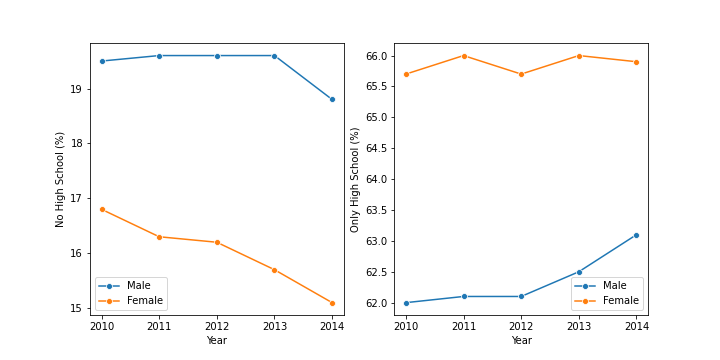 No High School (%)
19
18
17
16
15
2010 2011 2012 2013 2014
Year
Male
Female
Only High School (%)
66.0
65.5
65.0
64.5
64.0
63.5
63.0
62.5
62.0
2010 2011 2012 2013 2014
Year
Male
Female